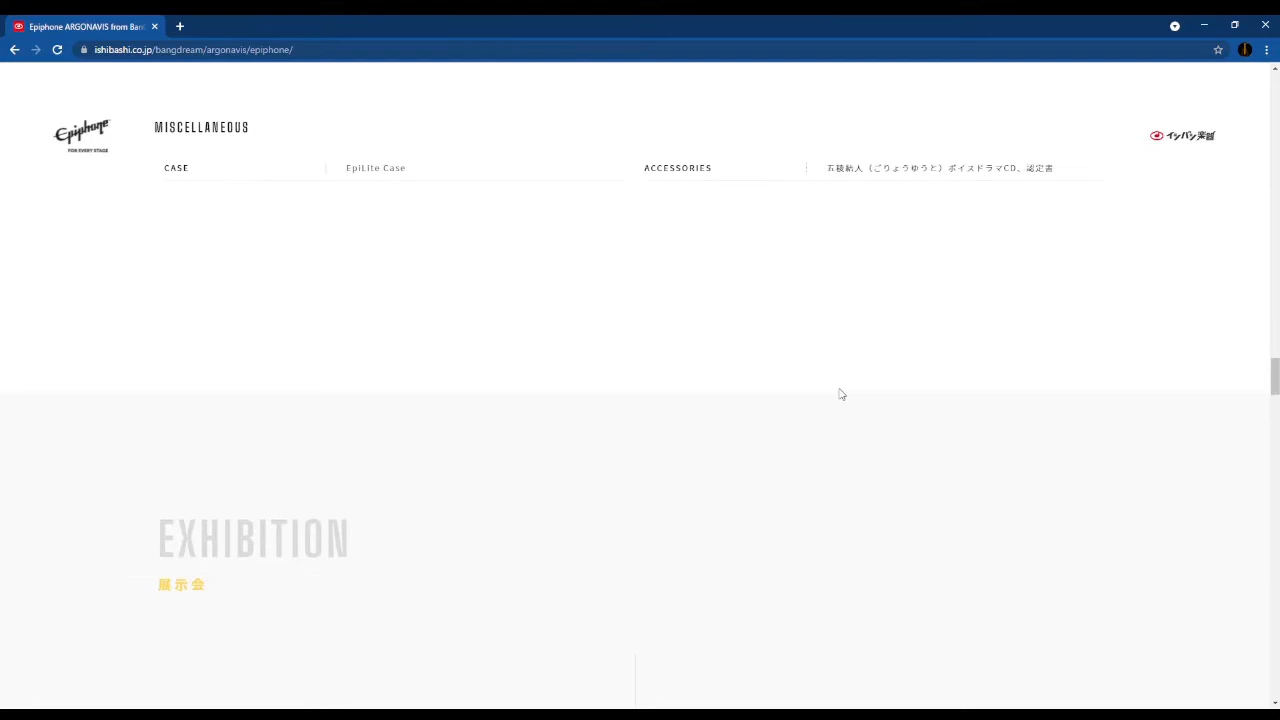 Epiphone ARGONAVIS from Ban
ishibashi.co.jp/bangdream/argonavis/epiphone/
Epiphone
FOR EVERY STAGE
MISCELLANEOUS
イシバシ楽器
CASE
EpiLite Case
ACCESSORIES
五稜結人（ごりょうゆうと）ボイスドラマCD、認定書
EXHIBITION
展示会